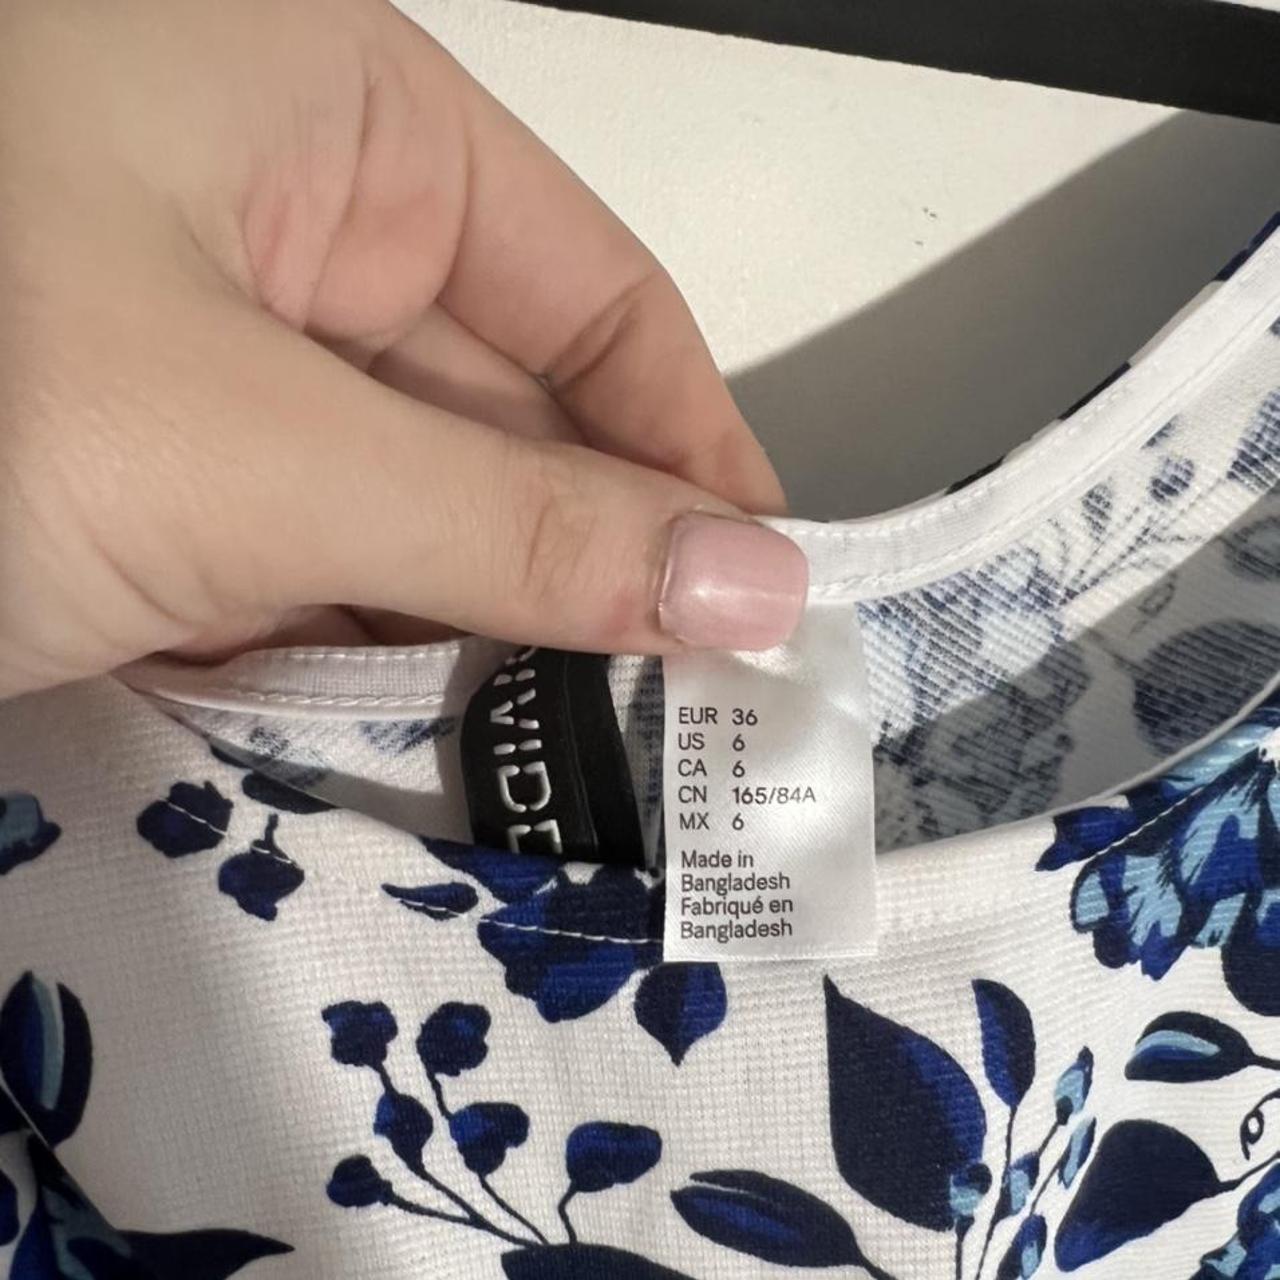 EUR 36
US 6
CA 6
CN 165/84A
MX 6
Made in
Bangladesh
Fabriqué en
Bangladesh